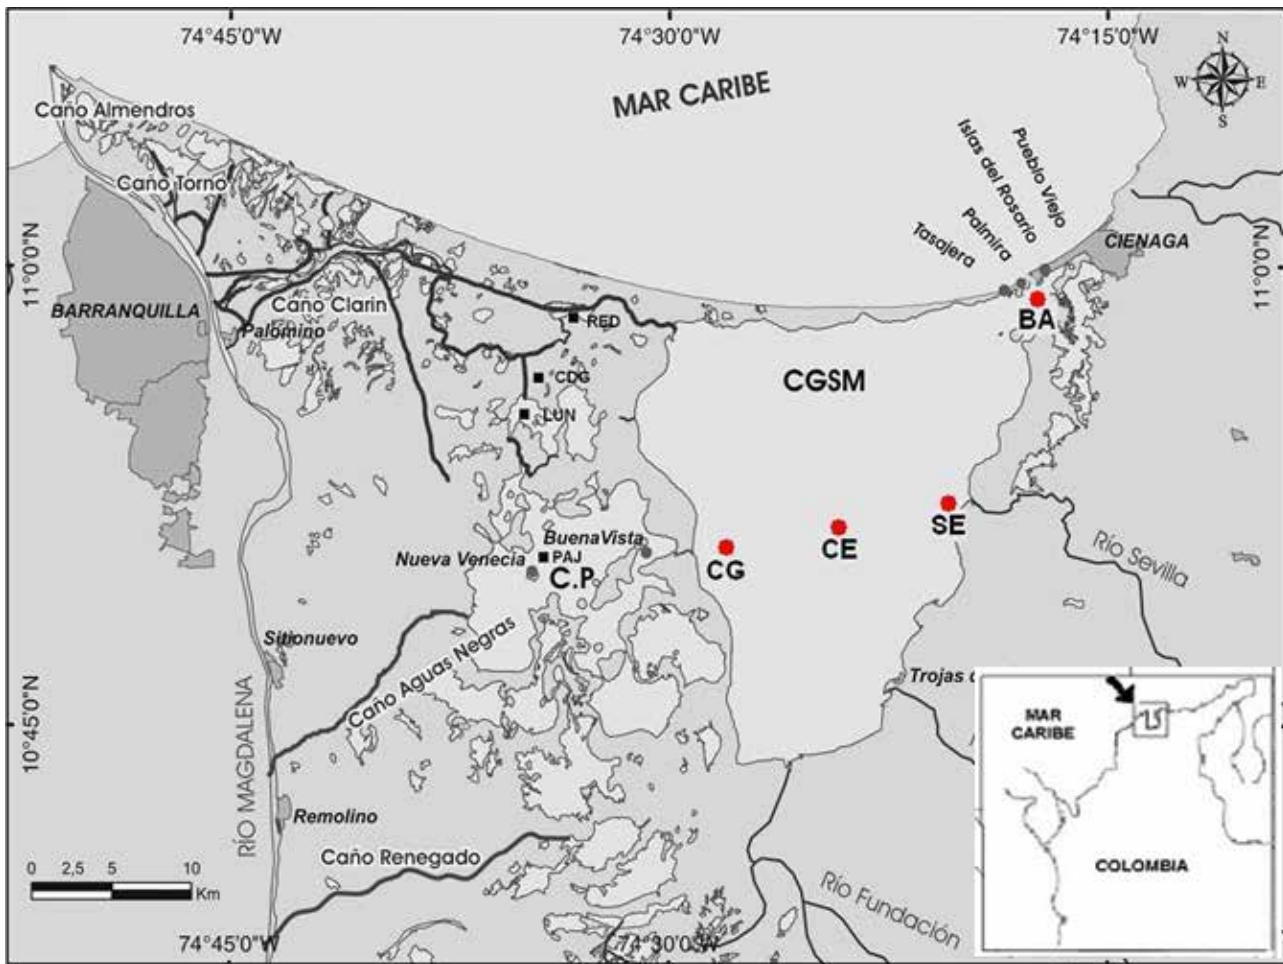 74°45'0"W
74°30'0"W
74°15'0"W
N
W
E
S
MAR CARIBE
Caño Almendros
Caño Torno
Pueblo Viejo
Islas del Rosario
Palmira
Tasajera
CIENAGA
11°0'0"N
11°0'0"N
BARRANQUILLA
Caño Clarin
Palomino
RED
BA
CDG
CGSM
LUN
SE
CE
BuenaVista
Nueva Venecia
PAJ
C.P
CG
Río Sevilla
Sitionuevo
Caño Aguas Negras
Trojas
RÍO MAGDALENA
10°45'0"N
MAR
CARIBE
Remolino
Caño Renegado
COLOMBIA
0
2,5
5
10
Km
Río Fundación
74°45'0"W
74°30'0"W